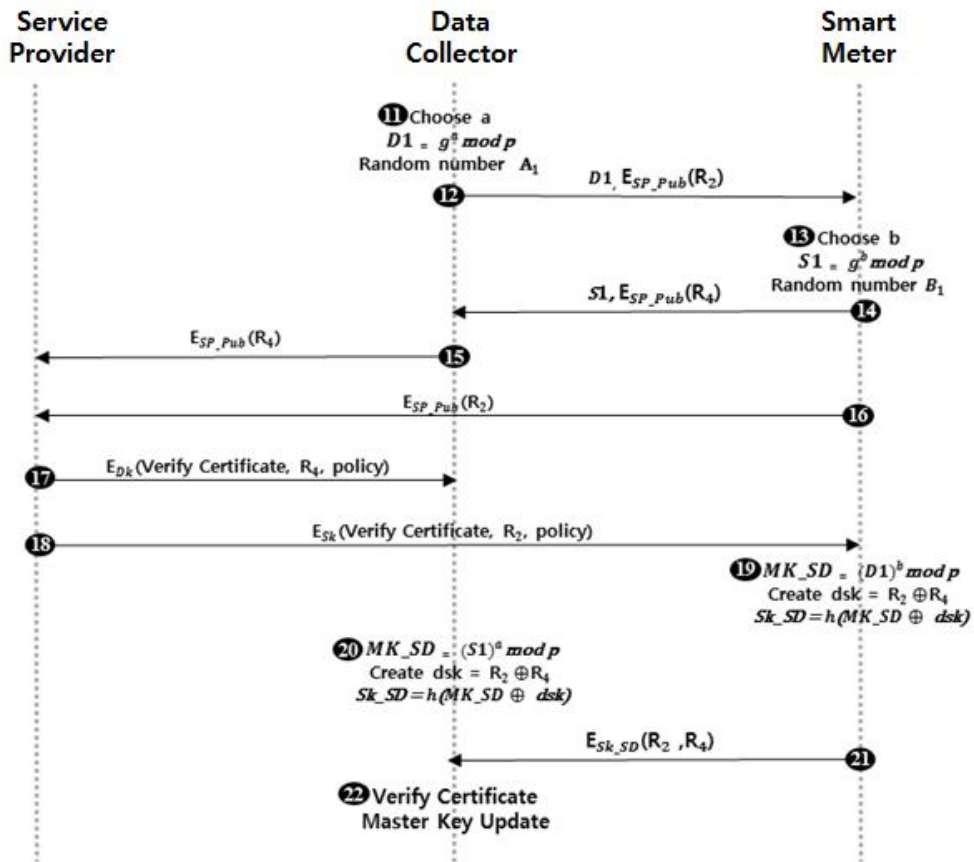 Service
Provider
Data
Collector
Smart
Meter
11 Choose a
D1 = g^a mod p
Random number A₁
12
D1, E_SP_Pub(R₂)
13 Choose b
S1 = g^b mod p
Random number B₁
S1, E_SP_Pub(R₄)
14
E_SP_Pub(R₄)
15
E_SP_Pub(R₂)
16
17
E_Dk(Verify Certificate, R₄, policy)
18
E_Sk(Verify Certificate, R₂, policy)
19 MK_SD = (D1)^b mod p
Create dsk = R₂ ⊕R₄
Sk_SD=h(MK_SD ⊕ dsk)
20 MK_SD = (S1)^a mod p
Create dsk = R₂ ⊕R₄
Sk_SD=h(MK_SD ⊕ dsk)
E_Sk_SD(R₂ ,R₄)
21
22 Verify Certificate
Master Key Update